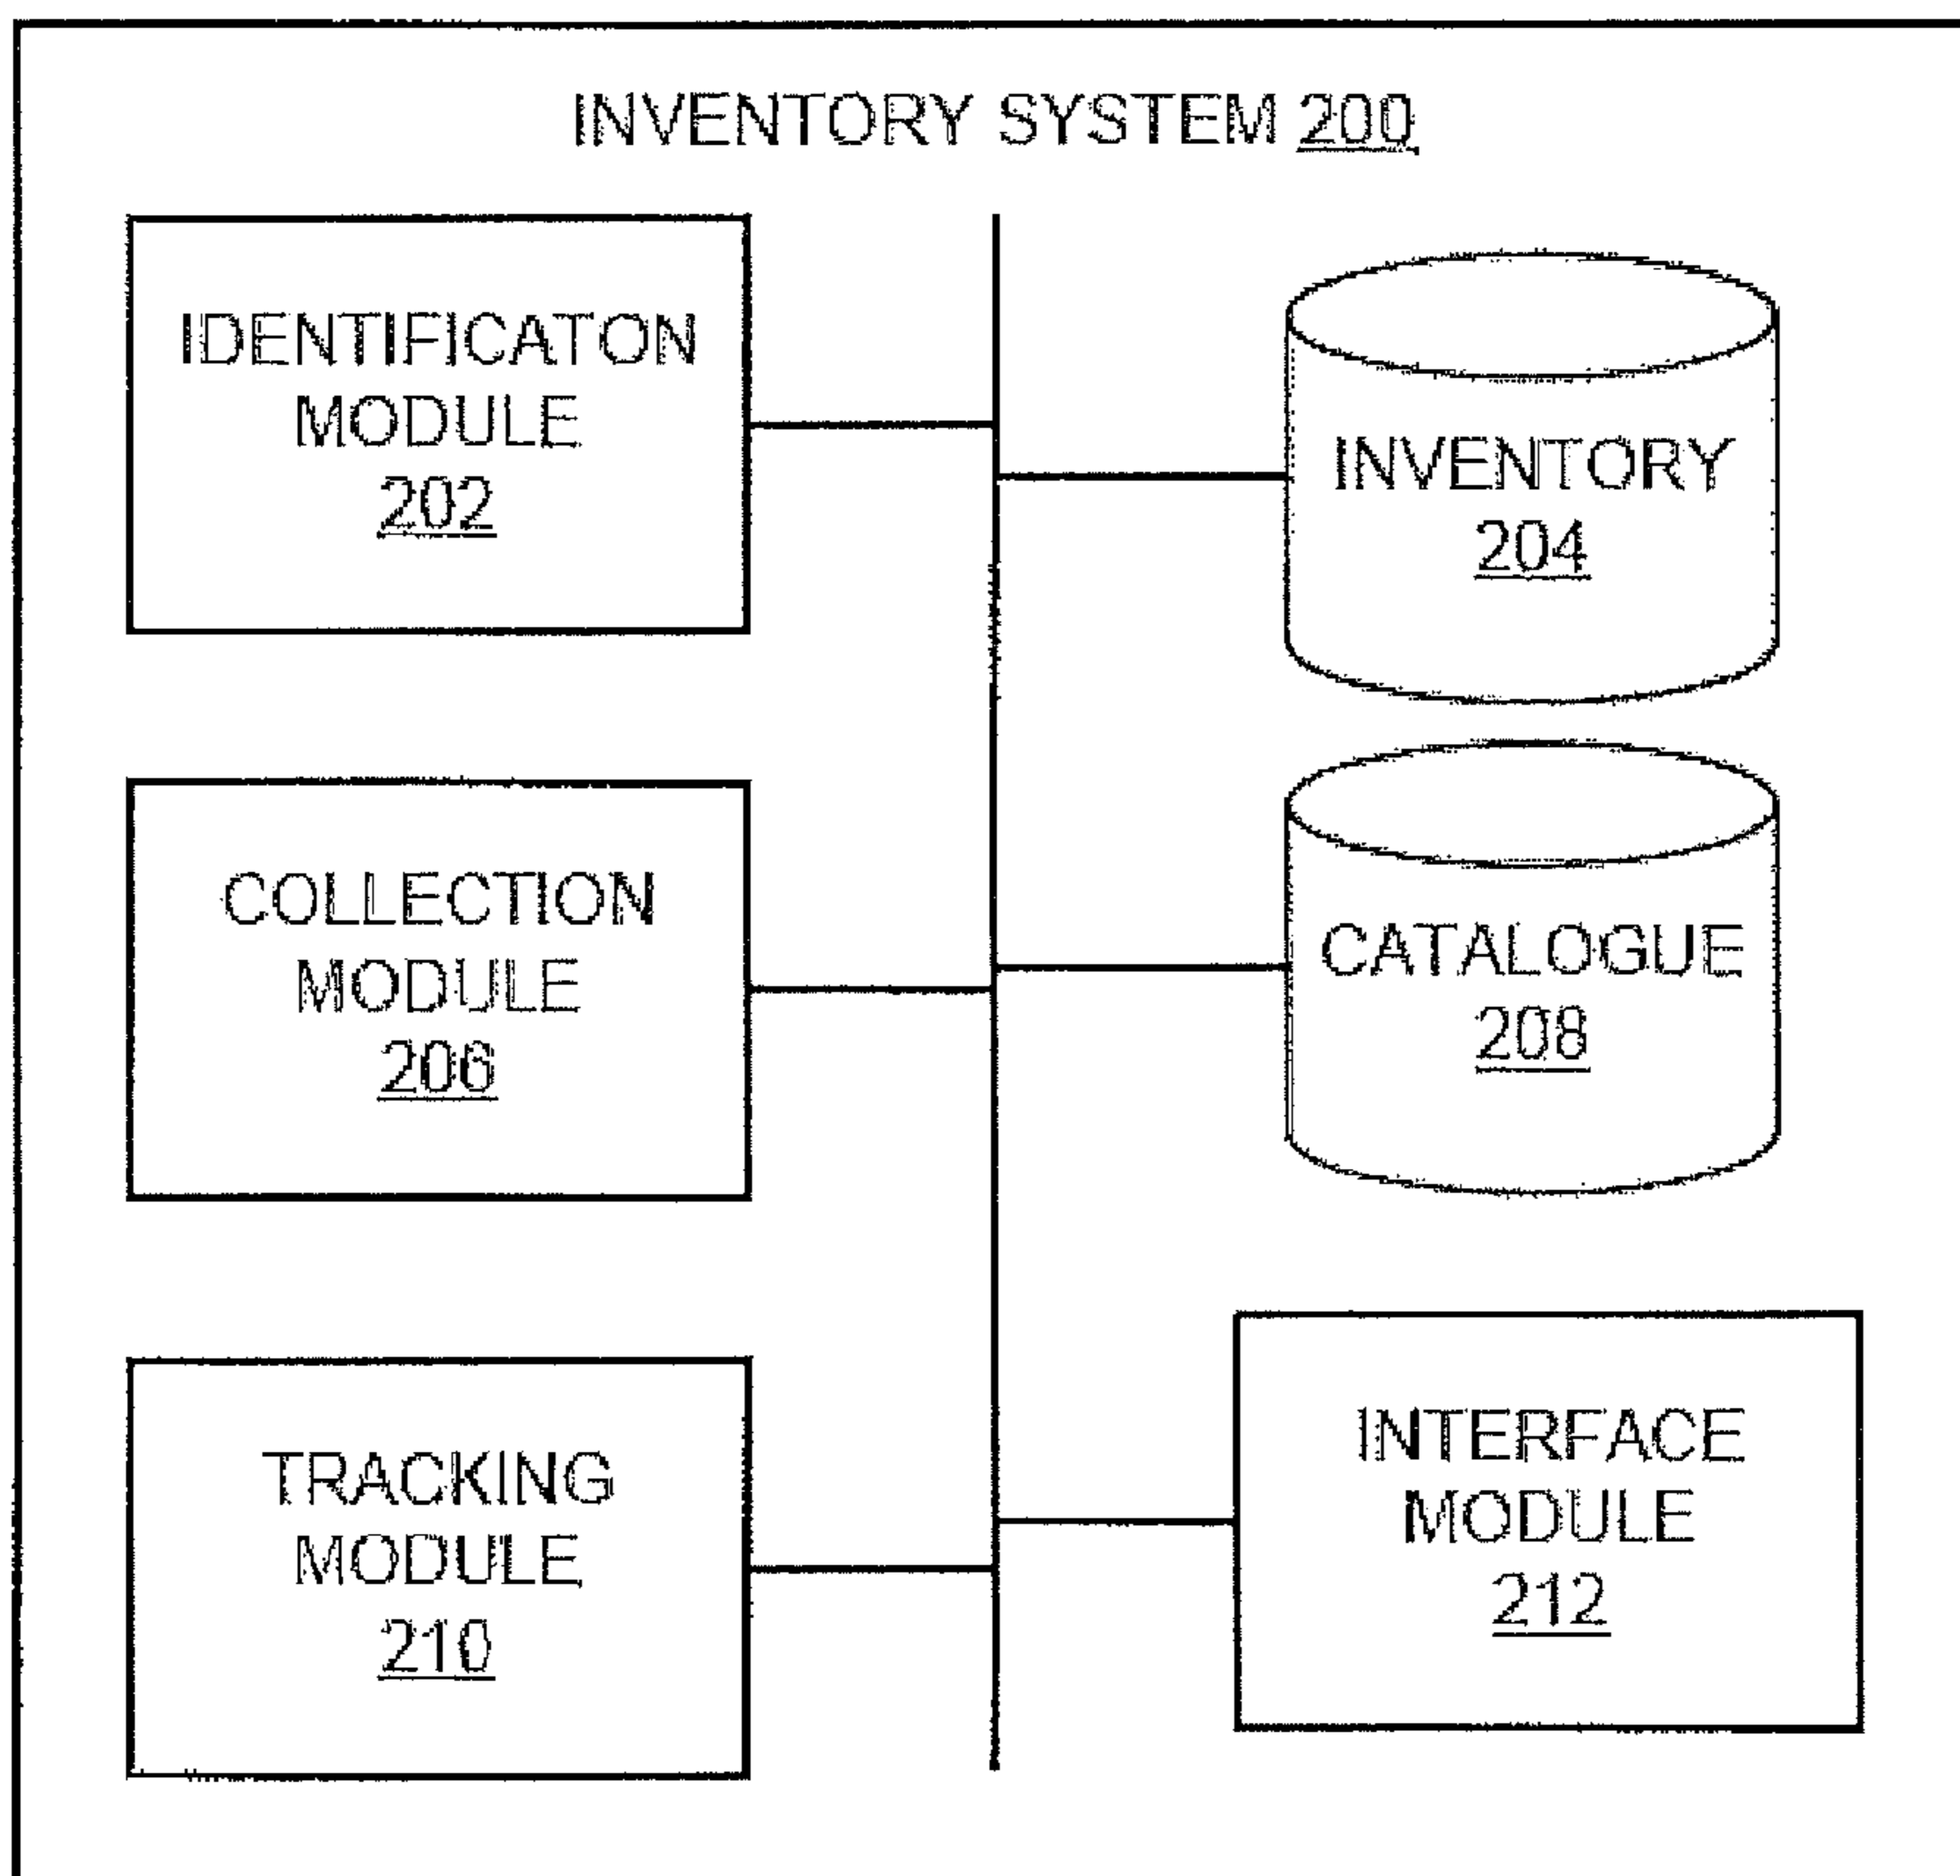 INVENTORY SYSTEM 200
IDENTIFICATON
MODULE
202
INVENTORY
204
COLLECTION
MODULE
206
CATALOGUE
208
TRACKING
MODULE
210
INTERFACE
MODULE
212